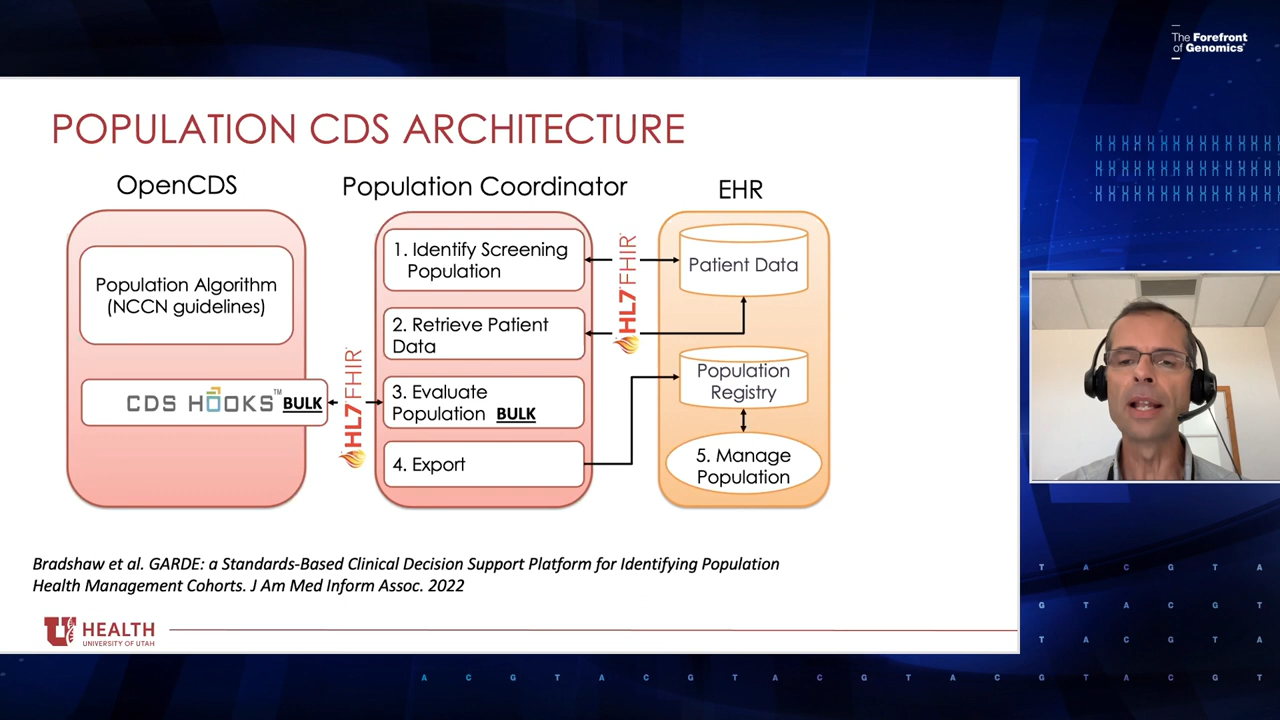 The Forefront
of Genomics®
POPULATION CDS ARCHITECTURE
OpenCDS
Population Algorithm
(NCCN guidelines)
CDS HOOKS™ BULK
HL7 FHIR
Population Coordinator
1. Identify Screening
Population
2. Retrieve Patient
Data
3. Evaluate
Population BULK
4. Export
HL7 FHIR
EHR
Patient Data
Population
Registry
5. Manage
Population
Bradshaw et al. GARDE: a Standards-Based Clinical Decision Support Platform for Identifying Population
Health Management Cohorts. J Am Med Inform Assoc. 2022
U HEALTH
UNIVERSITY OF UTAH
T A C G T A
G T A C G T
A C G T A
A C G T A C G T A C G T A C G T A C G T